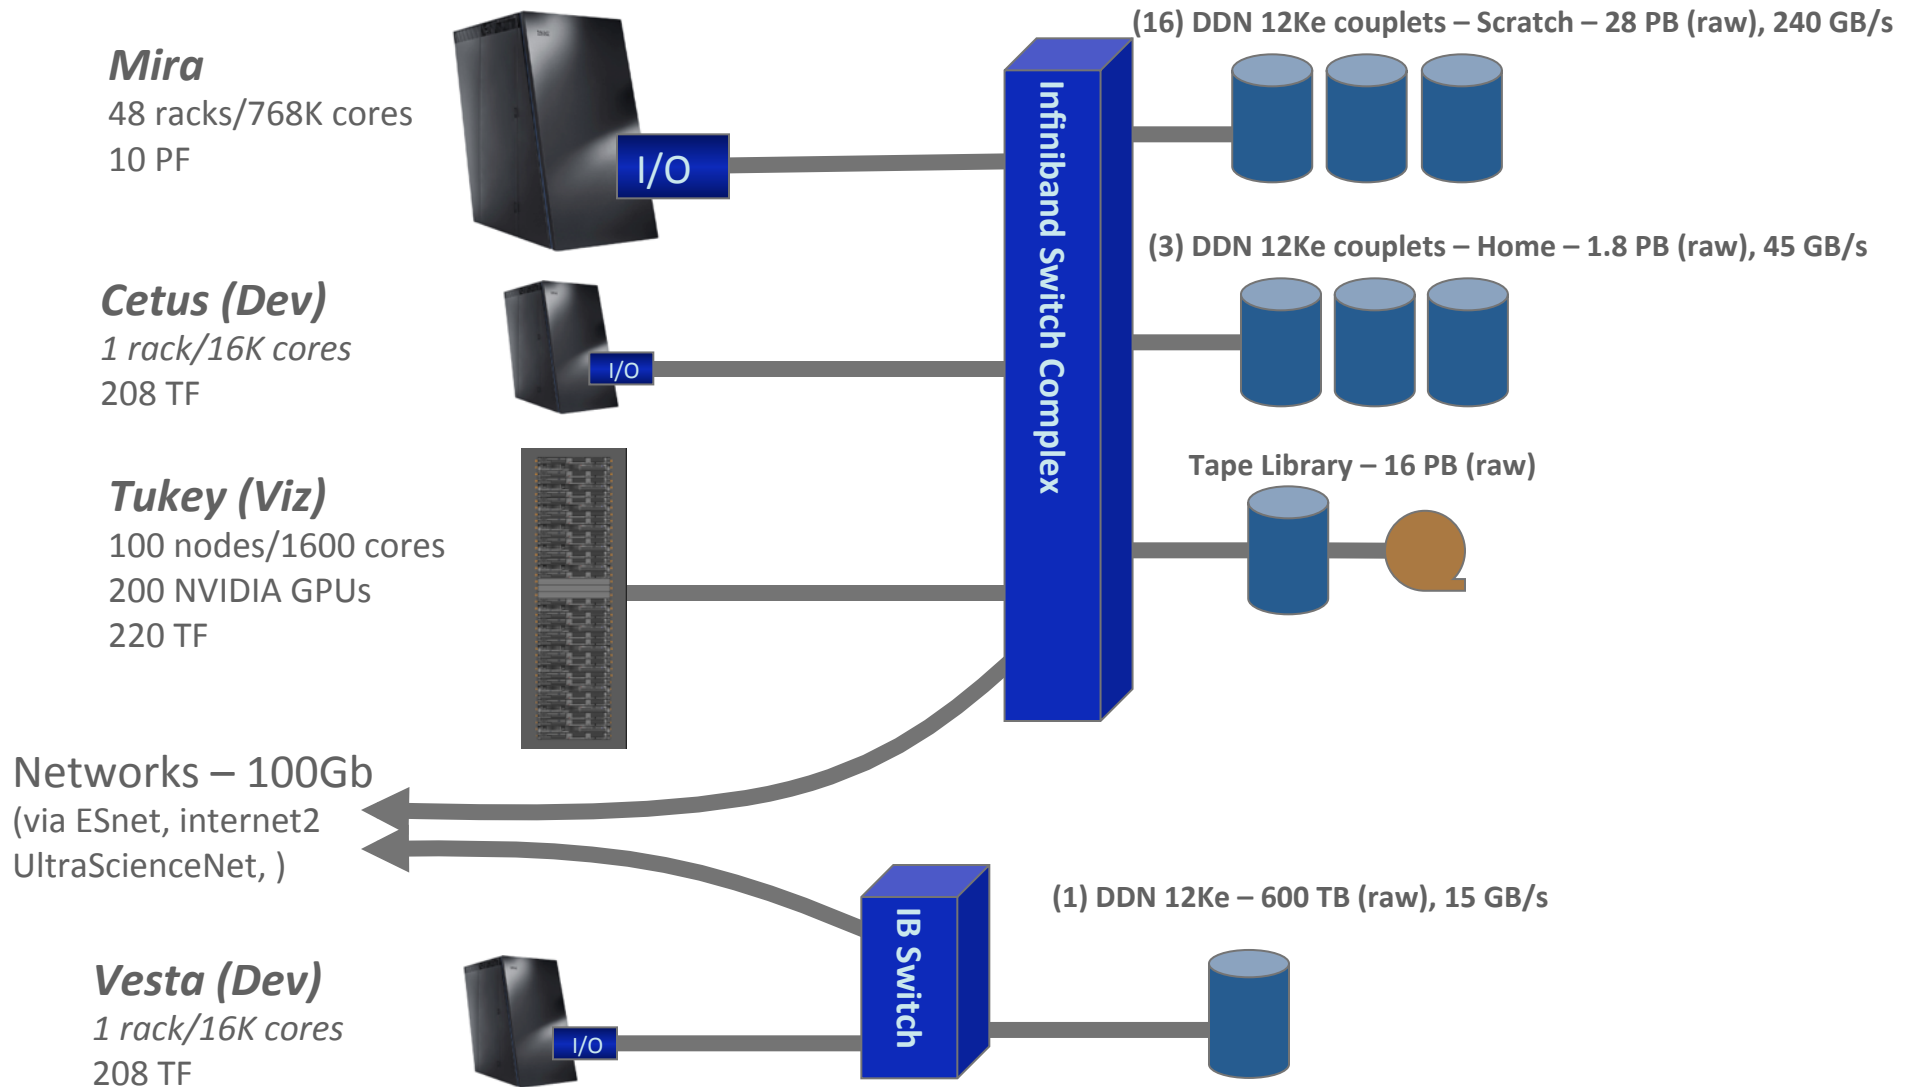 (16) DDN 12Ke couplets – Scratch – 28 PB (raw), 240 GB/s
Mira
48 racks/768K cores
10 PF
I/O
Infiniband Switch Complex
(3) DDN 12Ke couplets – Home – 1.8 PB (raw), 45 GB/s
Cetus (Dev)
1 rack/16K cores
208 TF
I/O
Tape Library – 16 PB (raw)
Tukey (Viz)
100 nodes/1600 cores
200 NVIDIA GPUs
220 TF
Networks – 100Gb
(via ESnet, internet2
UltraScienceNet, )
IB Switch
(1) DDN 12Ke – 600 TB (raw), 15 GB/s
Vesta (Dev)
1 rack/16K cores
208 TF
I/O